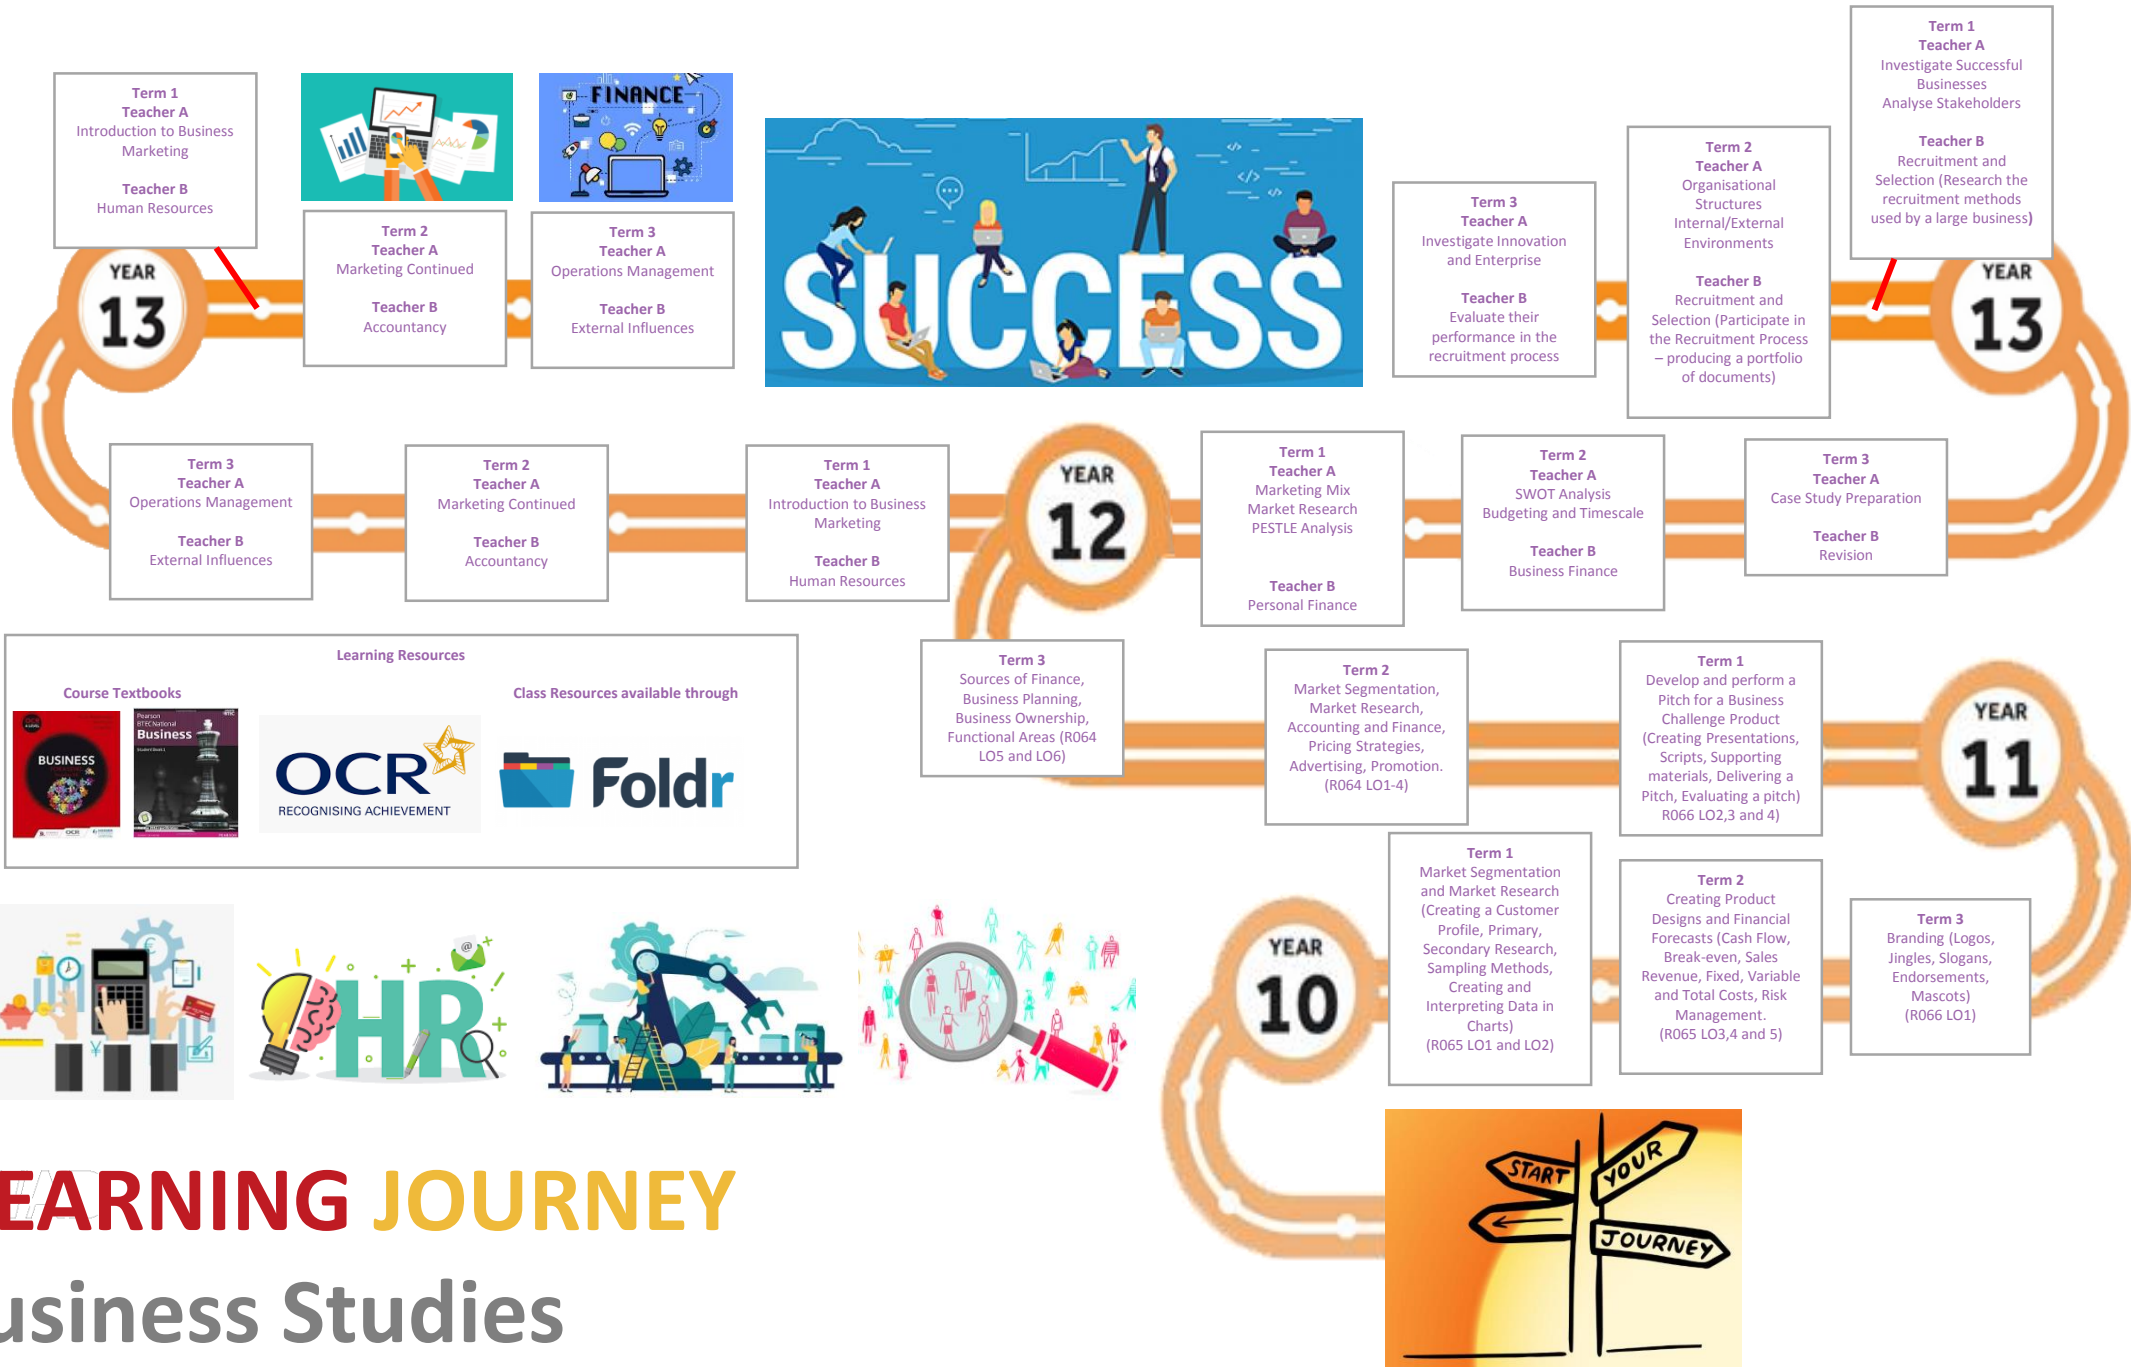 Term 1
Teacher A
Introduction to Business
Marketing
Teacher B
Human Resources
FINANCE
Term 2
Teacher A
Marketing Continued
Teacher B
Accountancy
Term 3
Teacher A
Operations Management
Teacher B
External Influences
SUCCESS
Term 3
Teacher A
Investigate Innovation
and Enterprise
Teacher B
Evaluate their
performance in the
recruitment process
Term 2
Teacher A
Organisational
Structures
Internal/External
Environments
Teacher B
Recruitment and
Selection (Participate in
the Recruitment Process
– producing a portfolio
of documents)
Term 1
Teacher A
Investigate Successful
Businesses
Analyse Stakeholders
Teacher B
Recruitment and
Selection (Research the
recruitment methods
used by a large business)
YEAR
13
YEAR
13
Term 3
Teacher A
Operations Management
Teacher B
External Influences
Term 2
Teacher A
Marketing Continued
Teacher B
Accountancy
Term 1
Teacher A
Introduction to Business
Marketing
Teacher B
Human Resources
YEAR
12
Term 1
Teacher A
Marketing Mix
Market Research
PESTLE Analysis
Teacher B
Personal Finance
Term 2
Teacher A
SWOT Analysis
Budgeting and Timescale
Teacher B
Business Finance
Term 3
Teacher A
Case Study Preparation
Teacher B
Revision
Learning Resources
Course Textbooks
Class Resources available through
BUSINESS
OCR
Pearson
BTEC National
Business
OCR
RECOGNISING ACHIEVEMENT
Foldr
Term 3
Sources of Finance,
Business Planning,
Business Ownership,
Functional Areas (R064
LO5 and LO6)
Term 2
Market Segmentation,
Market Research,
Accounting and Finance,
Pricing Strategies,
Advertising, Promotion.
(R064 LO1-4)
Term 1
Develop and perform a
Pitch for a Business
Challenge Product
(Creating Presentations,
Scripts, Supporting
materials, Delivering a
Pitch, Evaluating a pitch)
R066 LO2,3 and 4)
YEAR
11
YEAR
10
Term 1
Market Segmentation
and Market Research
(Creating a Customer
Profile, Primary,
Secondary Research,
Sampling Methods,
Creating and
Interpreting Data in
Charts)
(R065 LO1 and LO2)
Term 2
Creating Product
Designs and Financial
Forecasts (Cash Flow,
Break-even, Sales
Revenue, Fixed, Variable
and Total Costs, Risk
Management.
(R065 LO3,4 and 5)
Term 3
Branding (Logos,
Jingles, Slogans,
Endorsements,
Mascots)
(R066 LO1)
HR
START
YOUR
JOURNEY
EARNING JOURNEY
usiness Studies